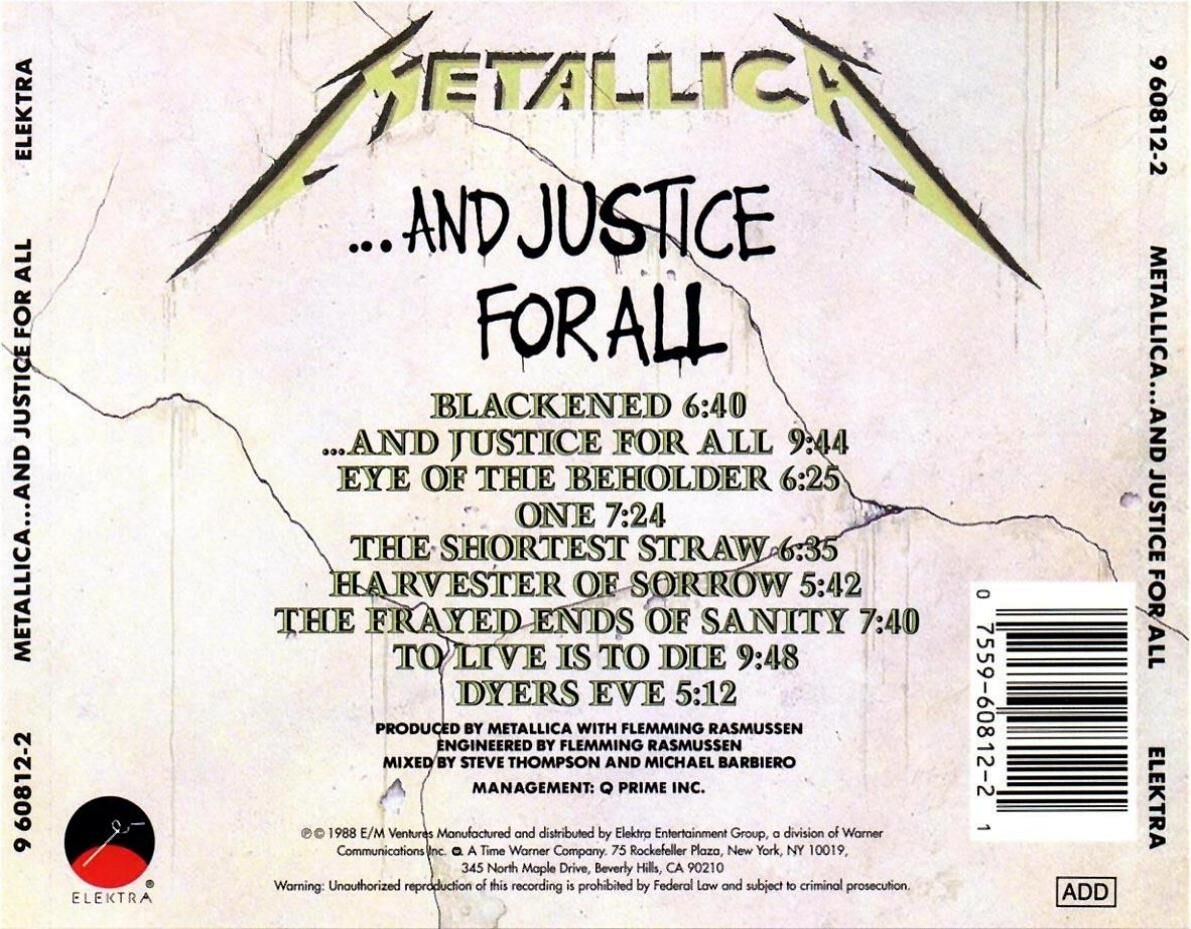 METALLICA
...AND JUSTICE
FOR ALL
BLACKENED 6:40
...AND JUSTICE FOR ALL 9:44
EYE OF THE BEHOLDER 6:25
ONE 7:24
THE SHORTEST STRAW 6:35
HARVESTER OF SORROW 5:42
THE FRAYED ENDS OF SANITY 7:40
TO LIVE IS TO DIE 9:48
DYERS EVE 5:12
PRODUCED BY METALLICA WITH FLEMMING RASMUSSEN
ENGINEERED BY FLEMMING RASMUSSEN
MIXED BY STEVE THOMPSON AND MICHAEL BARBIERO
MANAGEMENT: Q PRIME INC.
℗ © 1988 E/M Ventures Manufactured and distributed by Elektra Entertainment Group, a division of Warner
Communications Inc. A Time Warner Company. 75 Rockefeller Plaza, New York, NY 10019,
345 North Maple Drive, Beverly Hills, CA 90210
Warning: Unauthorized reproduction of this recording is prohibited by Federal Law and subject to criminal prosecution.
ELEKTRA®
ADD
0 7559-60812-2 1
9 60812-2 METALLICA...AND JUSTICE FOR ALL ELEKTRA
9 60812-2 METALLICA...AND JUSTICE FOR ALL ELEKTRA